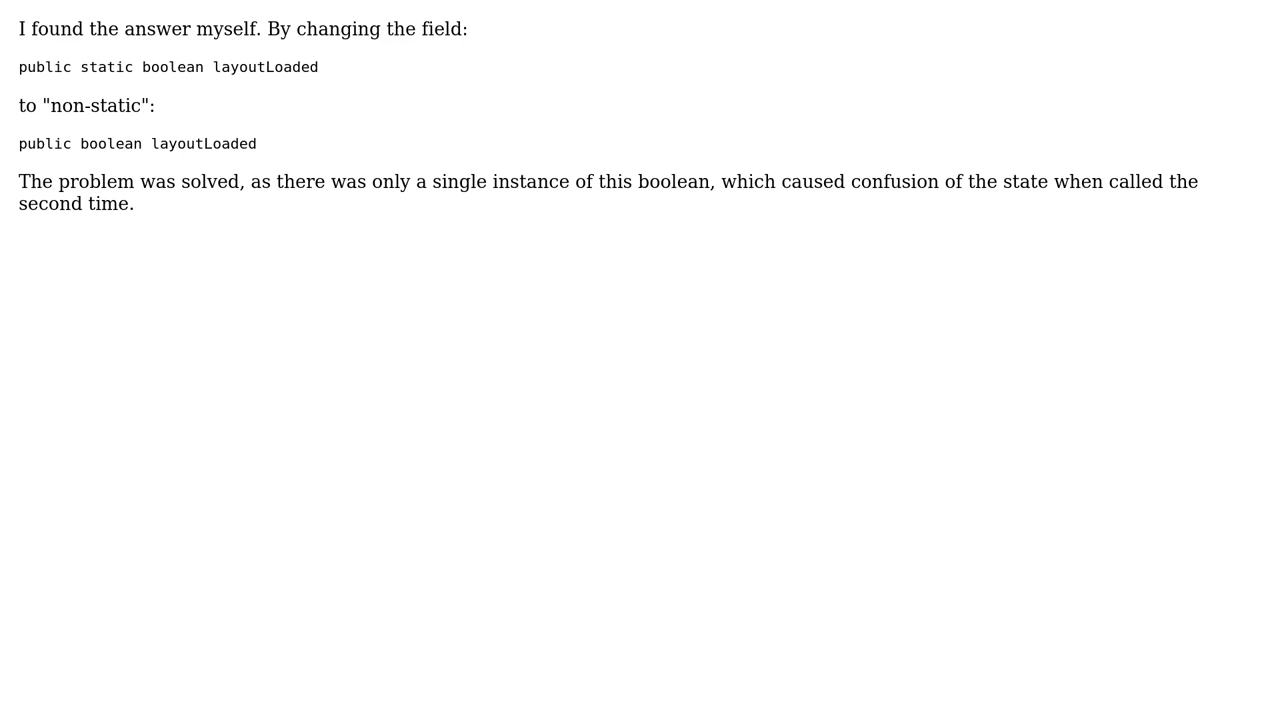 I found the answer myself. By changing the field:
public static boolean layoutLoaded
to "non-static":
public boolean layoutLoaded
The problem was solved, as there was only a single instance of this boolean, which caused confusion of the state when called the
second time.